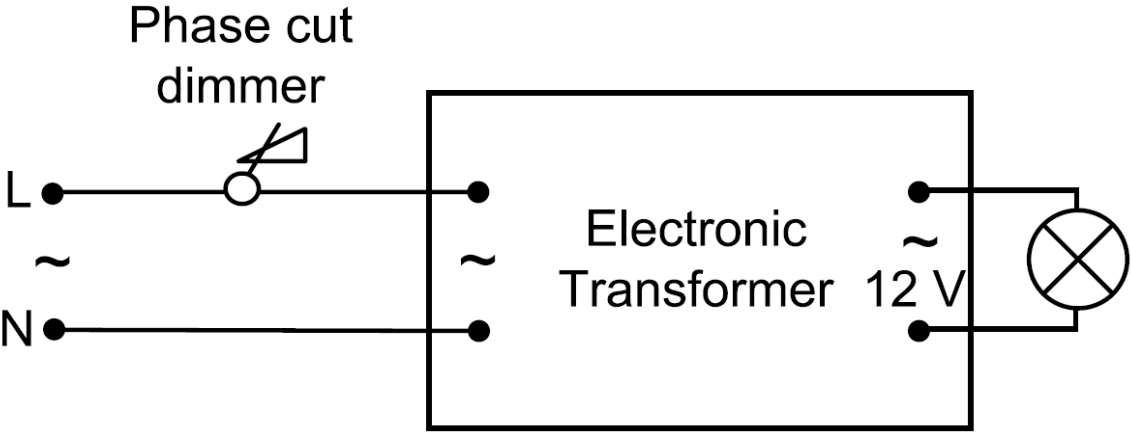 Phase cut
dimmer
L
~
N
~
Electronic
Transformer
~
12 V